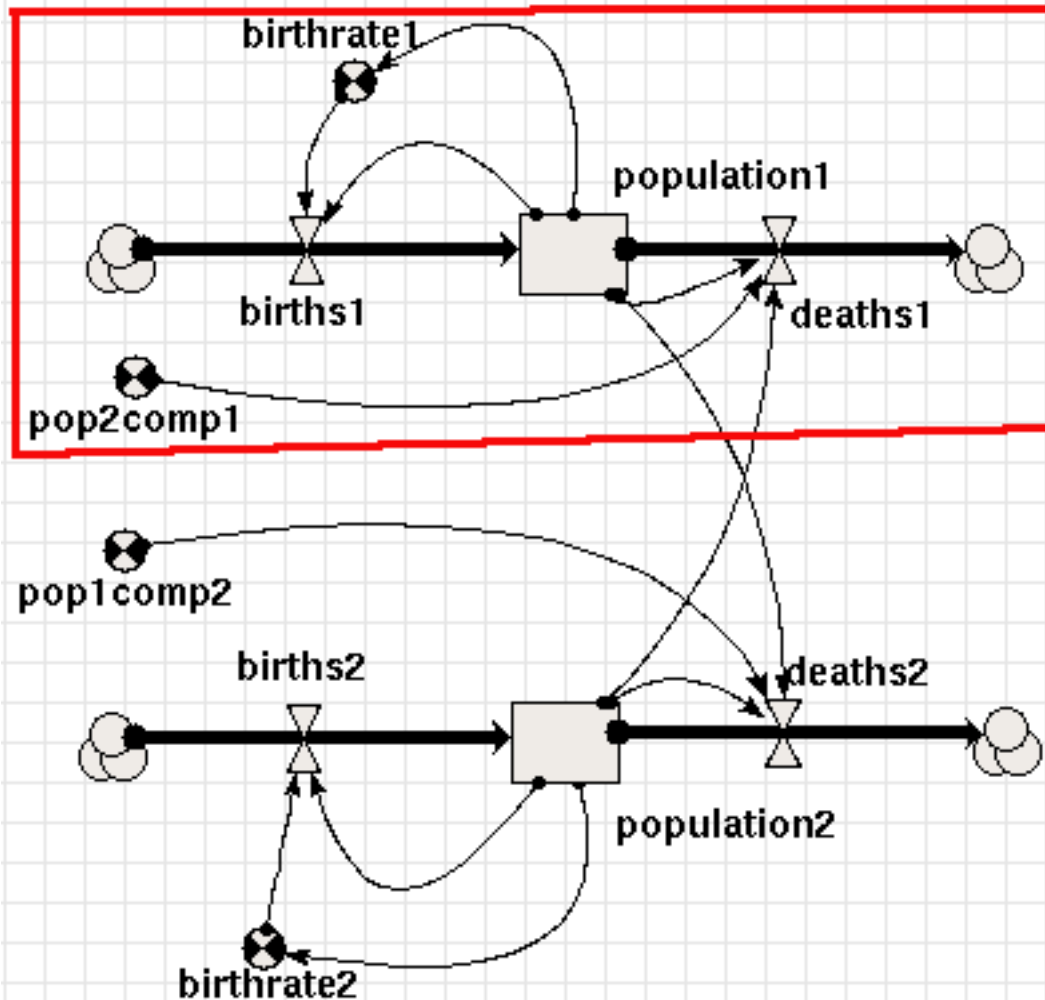 birthrate1
population1
births1
deaths1
pop2comp1
pop1comp2
births2
deaths2
population2
birthrate2